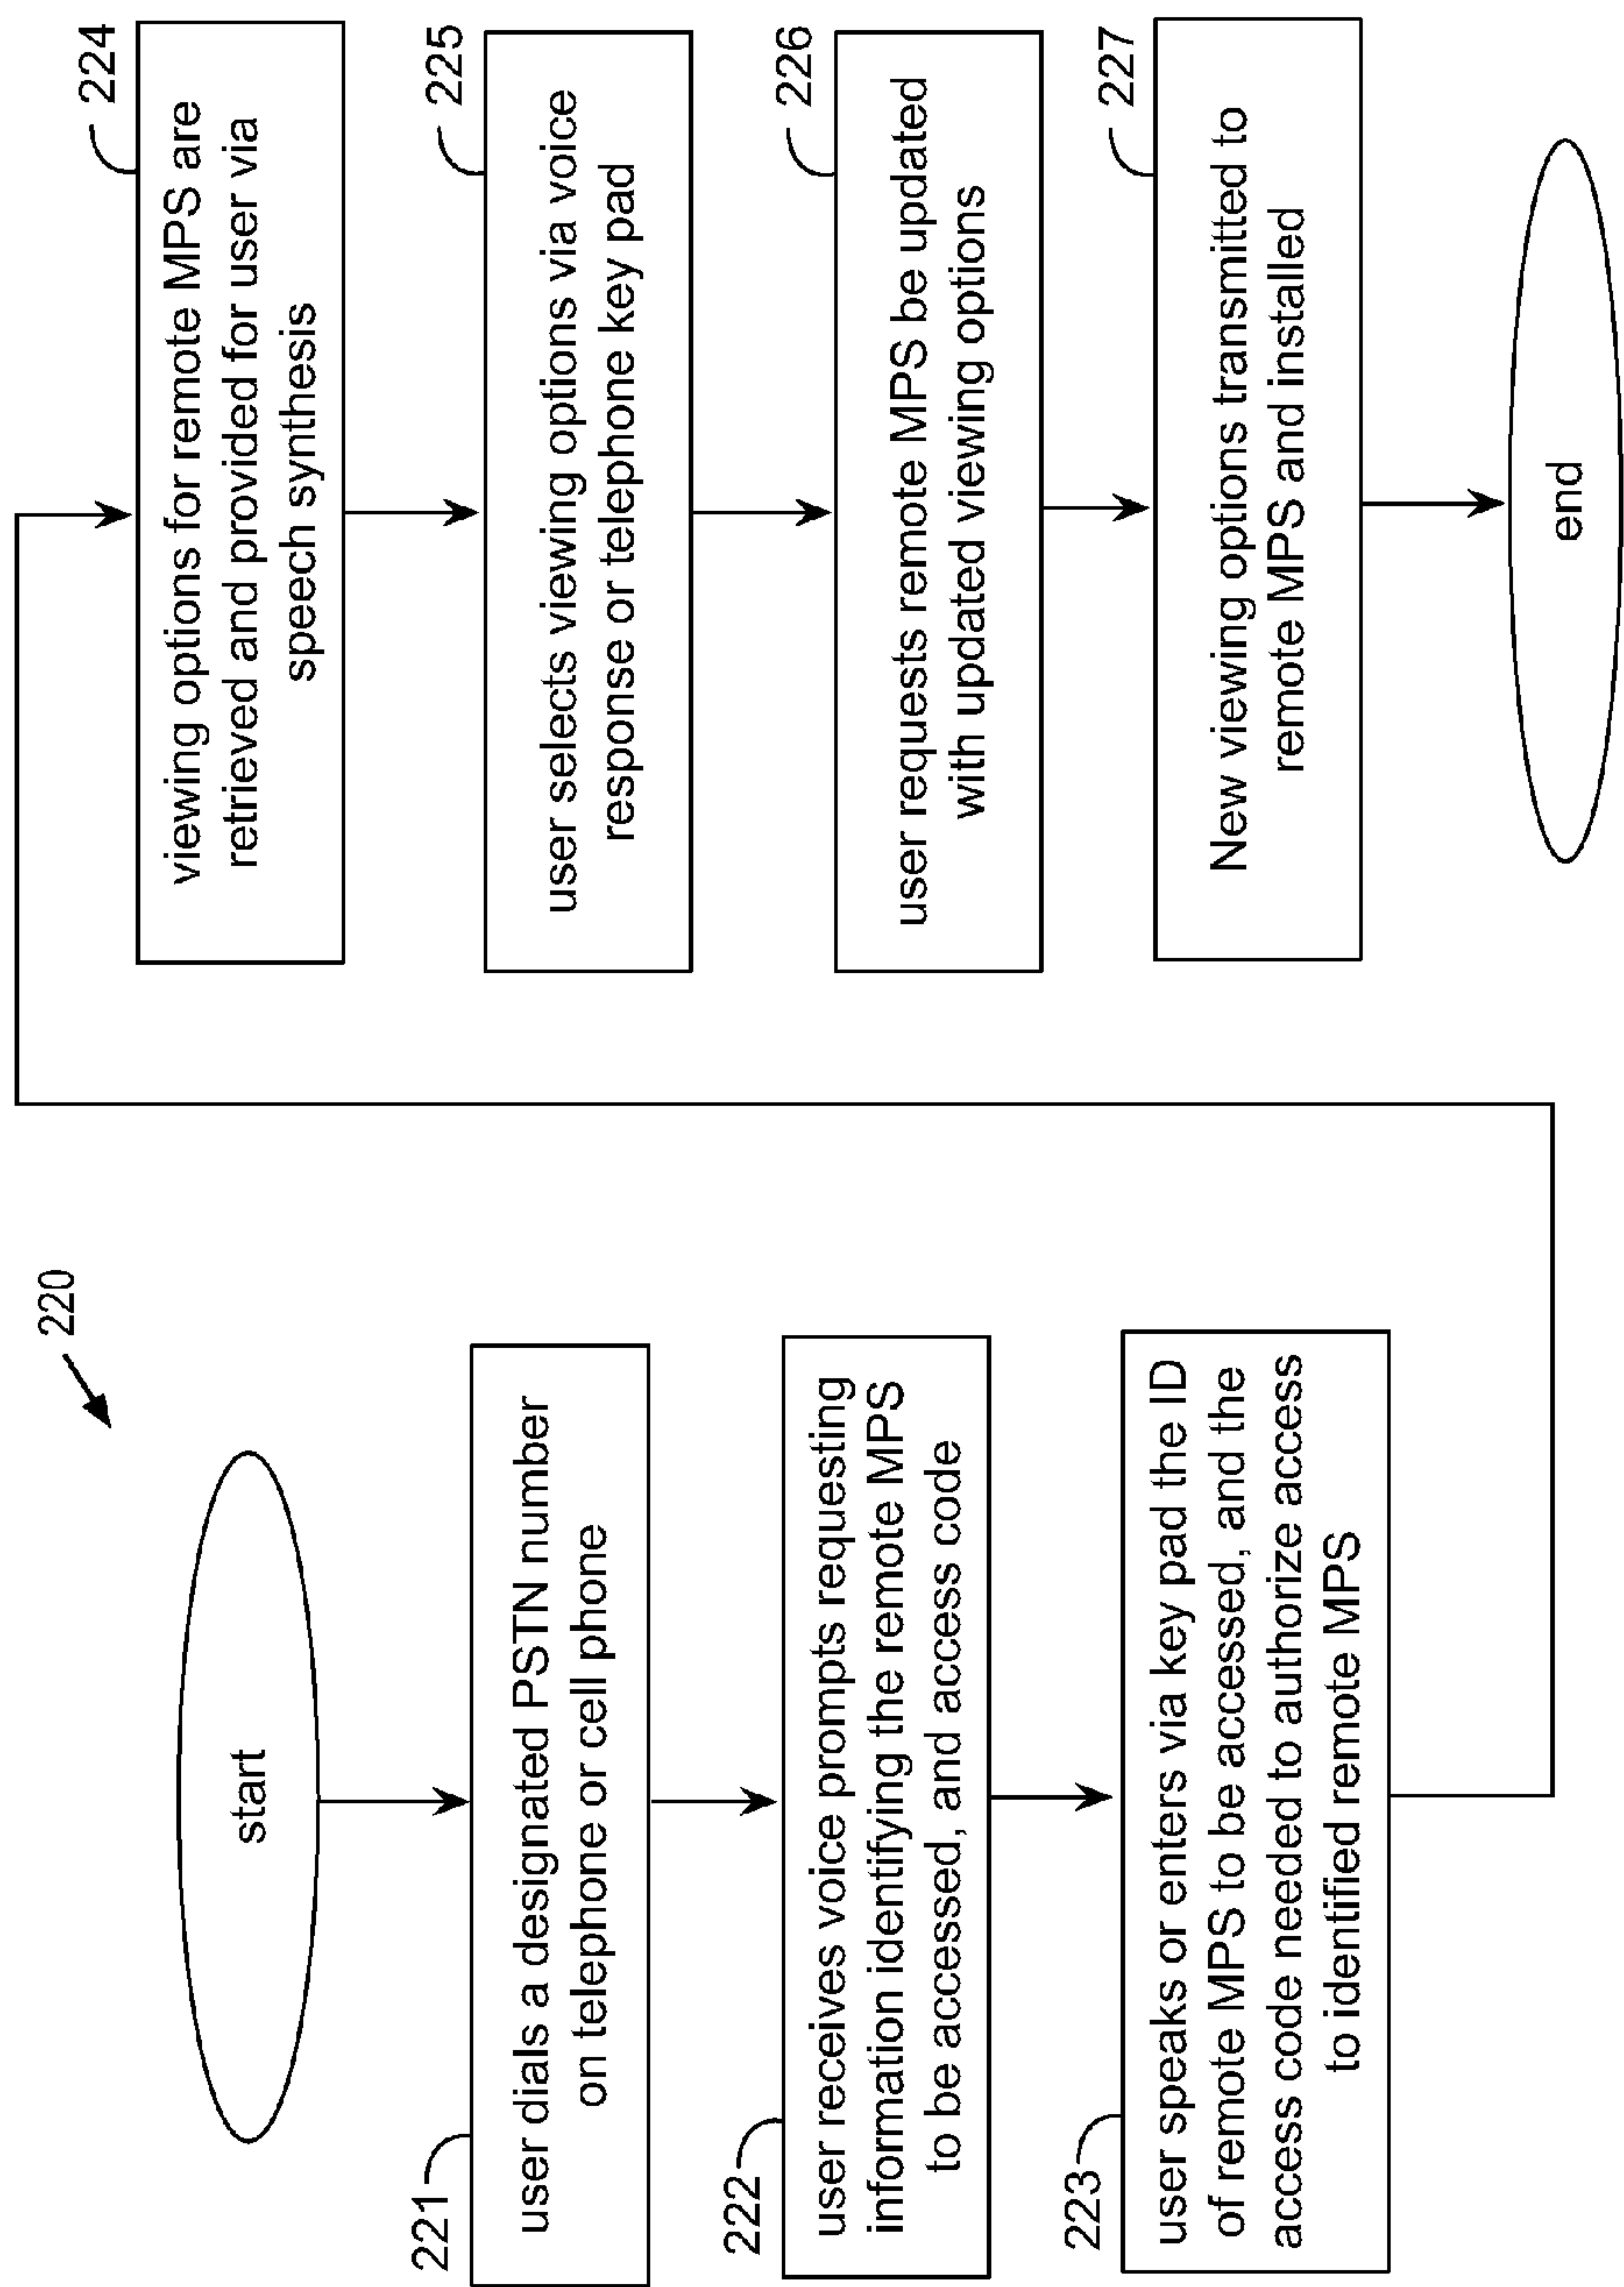 220
start
221
user dials a designated PSTN number
on telephone or cell phone
222
user receives voice prompts requesting
information identifying the remote MPS
to be accessed, and access code
223
user speaks or enters via key pad the ID
of remote MPS to be accessed, and the
access code needed to authorize access
to identified remote MPS
224
viewing options for remote MPS are
retrieved and provided for user via
speech synthesis
225
user selects viewing options via voice
response or telephone key pad
226
user requests remote MPS be updated
with updated viewing options
227
New viewing options transmitted to
remote MPS and installed
end